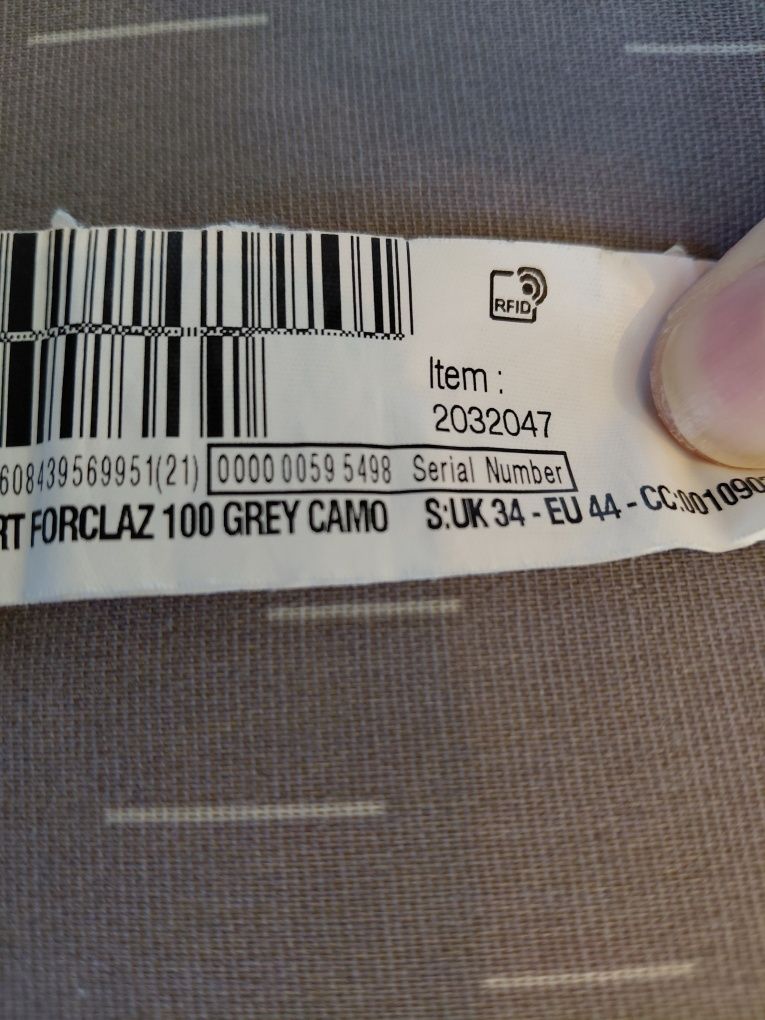 RFID
Item :
2032047
608439569951(21) 0000 0059 5498 Serial Number
RT FORCLAZ 100 GREY CAMO S:UK 34 - EU 44 - CC:001090